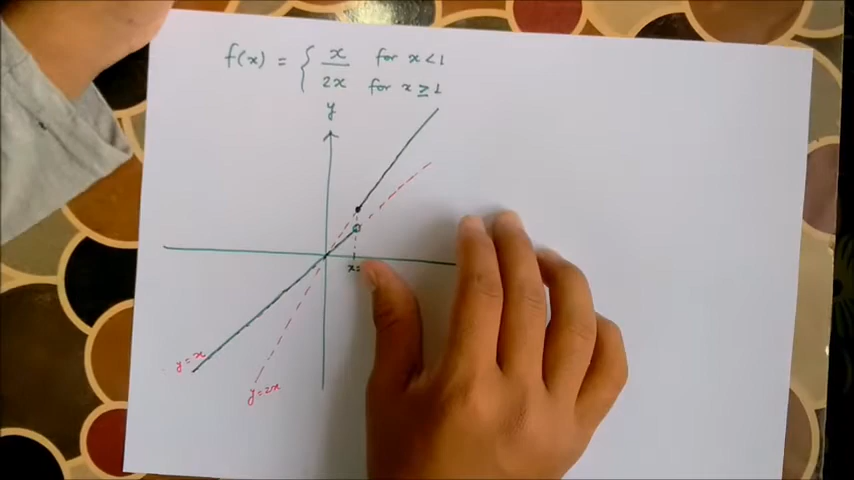 f(x) = { x for x < 1
2x for x ≥ 1
y
x=
y = x
y = 2x